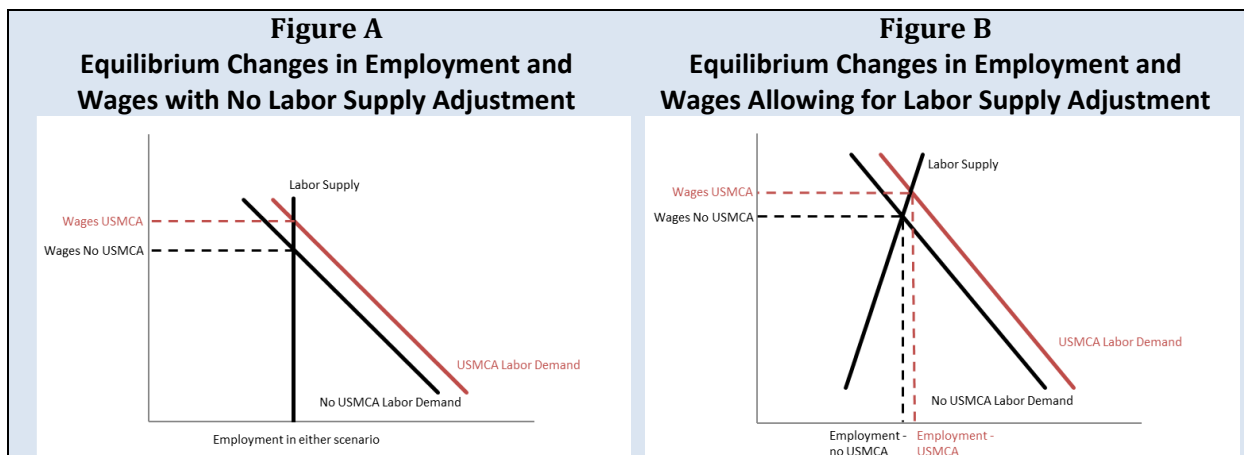 Figure A
Equilibrium Changes in Employment and
Wages with No Labor Supply Adjustment
Labor Supply
Wages USMCA
Wages No USMCA
USMCA Labor Demand
No USMCA Labor Demand
Employment in either scenario
Figure B
Equilibrium Changes in Employment and
Wages Allowing for Labor Supply Adjustment
Labor Supply
Wages USMCA
Wages No USMCA
USMCA Labor Demand
No USMCA Labor Demand
Employment -
no USMCA
Employment -
USMCA